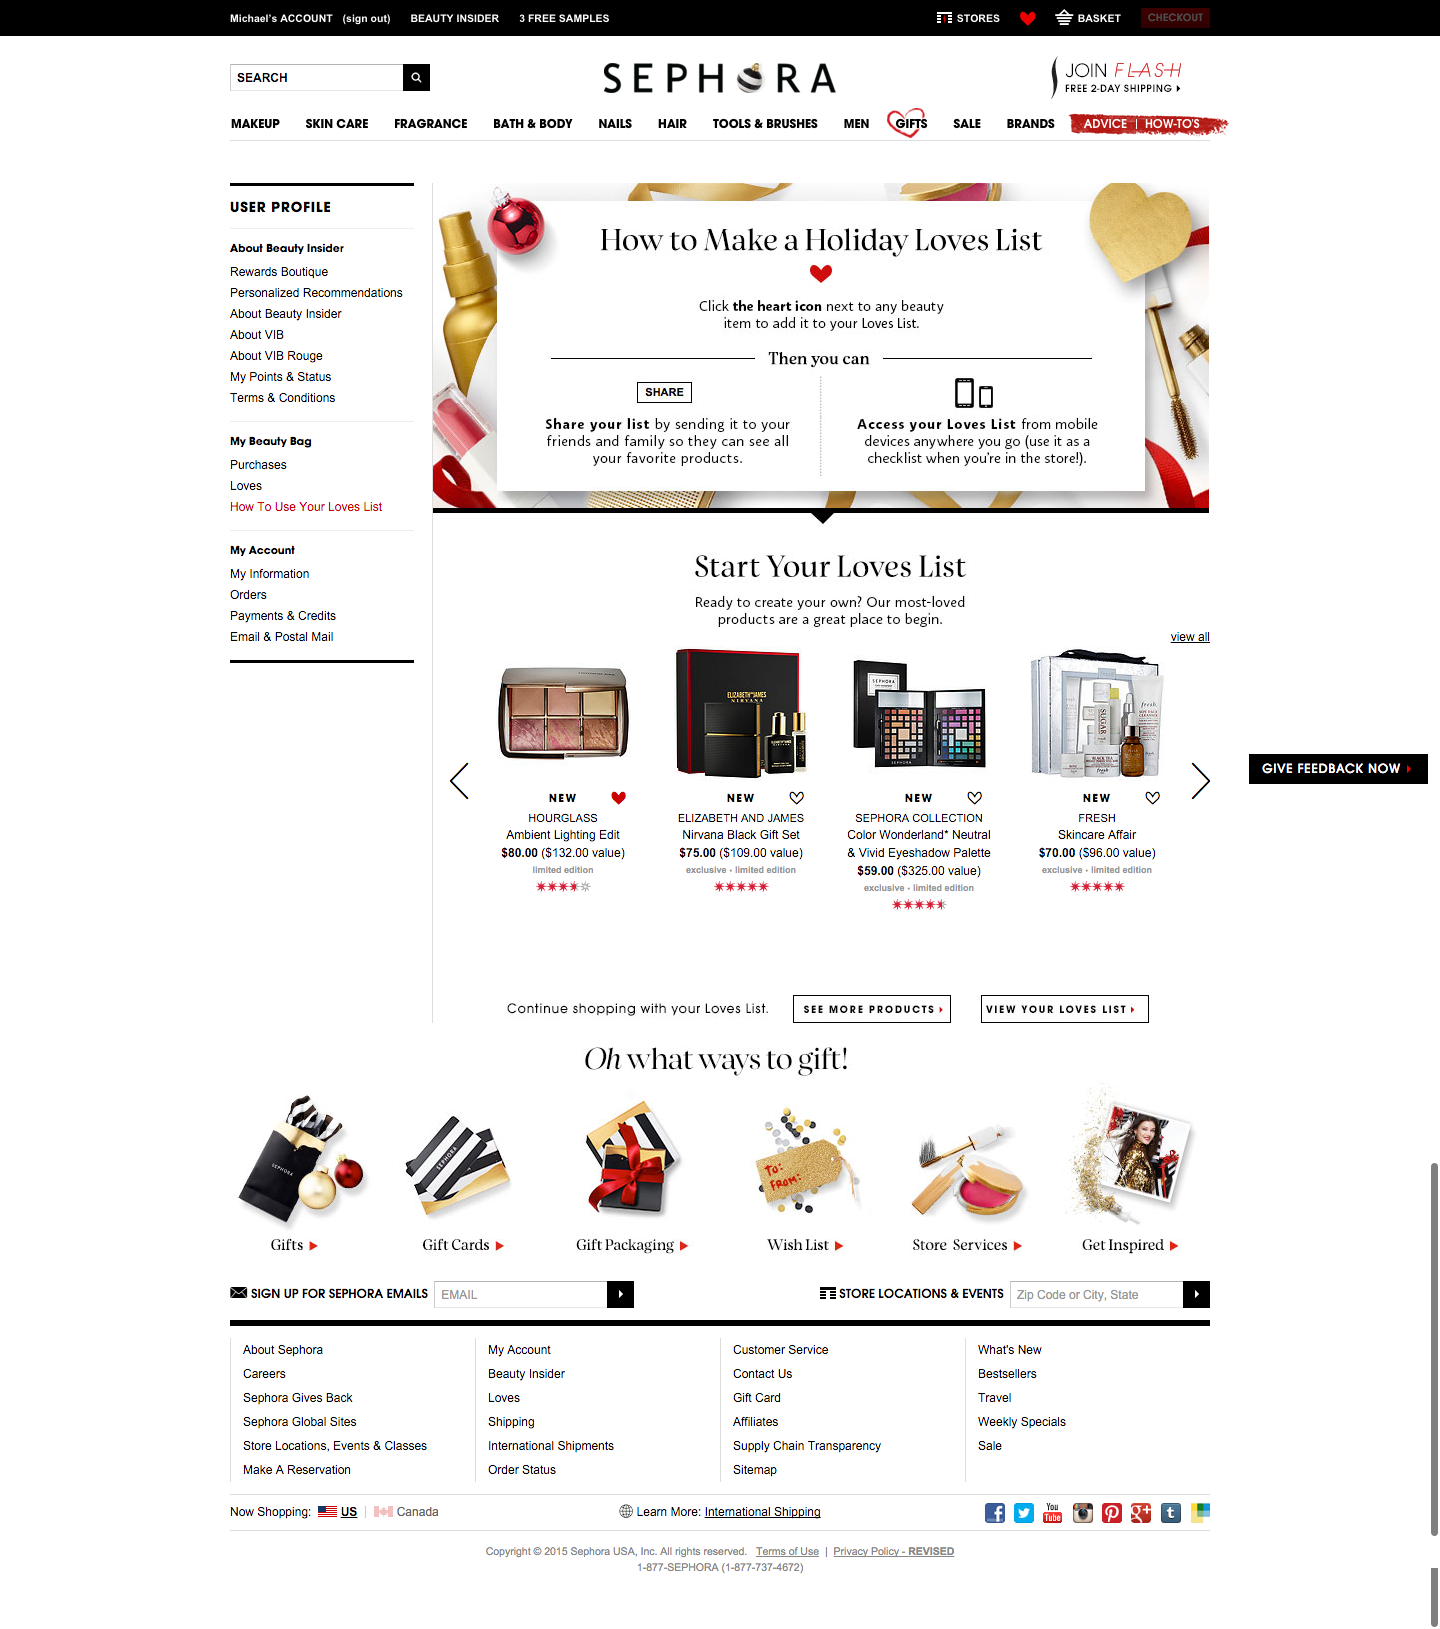 Michael's ACCOUNT (sign out) BEAUTY INSIDER 3 FREE SAMPLES STORES BASKET CHECKOUT
SEARCH
SEPHORA
JOIN FLASH
FREE 2-DAY SHIPPING
MAKEUP SKIN CARE FRAGRANCE BATH & BODY NAILS HAIR TOOLS & BRUSHES MEN GIFTS SALE BRANDS ADVICE | HOW-TO'S
USER PROFILE
About Beauty Insider
Rewards Boutique
Personalized Recommendations
About Beauty Insider
About VIB
About VIB Rouge
My Points & Status
Terms & Conditions
My Beauty Bag
Purchases
Loves
How To Use Your Loves List
My Account
My Information
Orders
Payments & Credits
Email & Postal Mail
How to Make a Holiday Loves List
Click the heart icon next to any beauty
item to add it to your Loves List.
Then you can
SHARE
Share your list by sending it to your
friends and family so they can see all
your favorite products.
Access your Loves List from mobile
devices anywhere you go (use it as a
checklist when you're in the store!).
Start Your Loves List
Ready to create your own? Our most-loved
products are a great place to begin.
view all
ELIZABETH AND JAMES
NIRVANA
SEPHORA
SEPHORA
fresh
SUGAR
fresh
NEW
HOURGLASS
Ambient Lighting Edit
$80.00 ($132.00 value)
limited edition
NEW
ELIZABETH AND JAMES
Nirvana Black Gift Set
$75.00 ($109.00 value)
exclusive · limited edition
NEW
SEPHORA COLLECTION
Color Wonderland* Neutral
& Vivid Eyeshadow Palette
$59.00 ($325.00 value)
exclusive · limited edition
NEW
FRESH
Skincare Affair
$70.00 ($96.00 value)
exclusive · limited edition
GIVE FEEDBACK NOW
Continue shopping with your Loves List. SEE MORE PRODUCTS VIEW YOUR LOVES LIST
Oh what ways to gift!
SEPHORA
SEPHORA
TO:
FROM:
Gifts Gift Cards Gift Packaging Wish List Store Services Get Inspired
SIGN UP FOR SEPHORA EMAILS EMAIL STORE LOCATIONS & EVENTS Zip Code or City, State
About Sephora
Careers
Sephora Gives Back
Sephora Global Sites
Store Locations, Events & Classes
Make A Reservation
My Account
Beauty Insider
Loves
Shipping
International Shipments
Order Status
Customer Service
Contact Us
Gift Card
Affiliates
Supply Chain Transparency
Sitemap
What's New
Bestsellers
Travel
Weekly Specials
Sale
Now Shopping: US | Canada Learn More: International Shipping You Tube
Copyright © 2015 Sephora USA, Inc. All rights reserved. Terms of Use | Privacy Policy - REVISED
1-877-SEPHORA (1-877-737-4672)